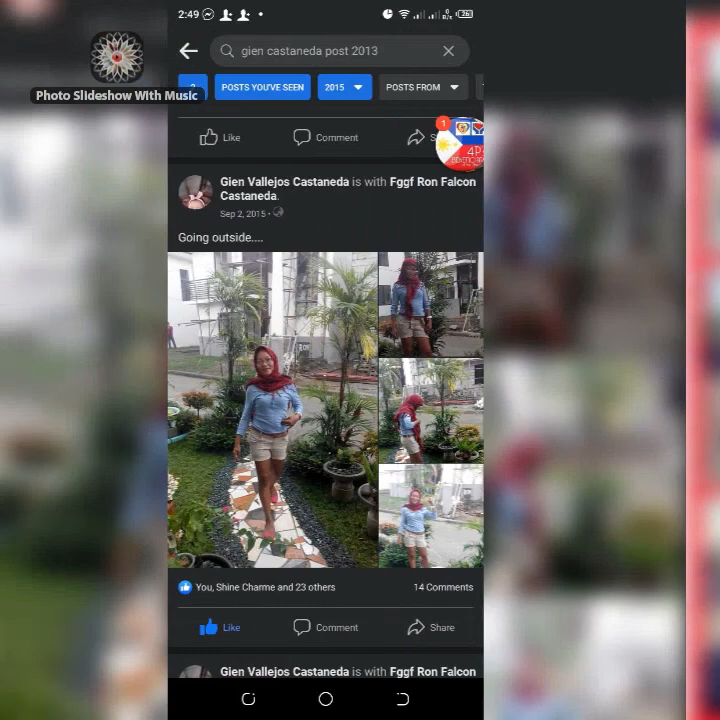 2:49
gien castaneda post 2013
Photo Slideshow With Music
POSTS YOU'VE SEEN
2015
POSTS FROM
Like
Comment
1
Gien Vallejos Castaneda is with Fggf Ron Falcon
Castaneda.
Sep 2, 2015 •
Going outside....
You, Shine Charme and 23 others
14 Comments
Like
Comment
Share
Gien Vallejos Castaneda is with Fggf Ron Falcon